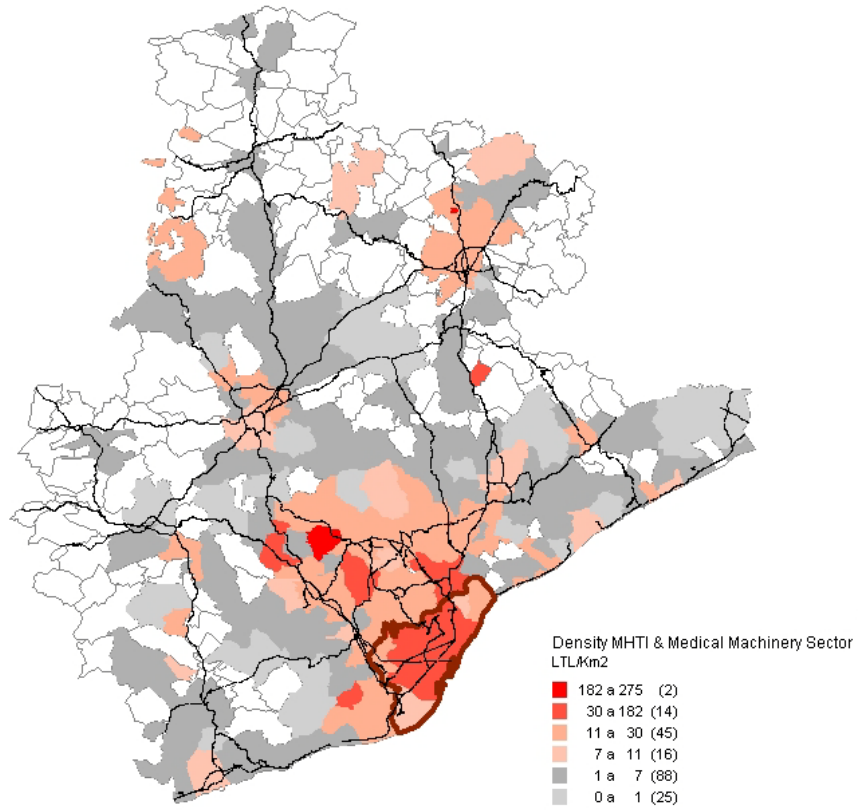 Density MHTI & Medical Machinery Sector
LTL/Km2
182 a 275 (2)
30 a 182 (14)
11 a 30 (45)
7 a 11 (16)
1 a 7 (88)
0 a 1 (25)